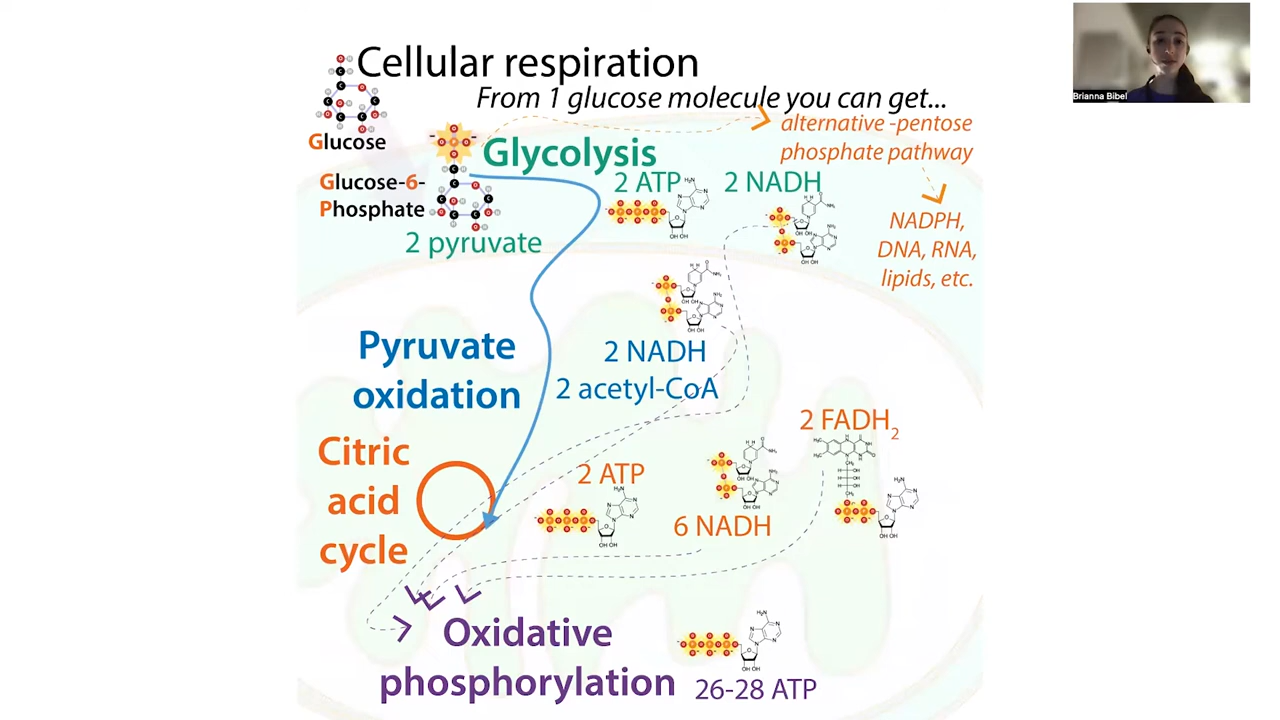 Cellular respiration
From 1 glucose molecule you can get...
Brianna Bibel
Glucose
alternative -pentose
phosphate pathway
Glycolysis
Glucose-6-
Phosphate
2 ATP
2 NADH
NADPH,
DNA, RNA,
lipids, etc.
2 pyruvate
Pyruvate
oxidation
2 NADH
2 acetyl-CoA
2 FADH2
Citric
acid
cycle
2 ATP
6 NADH
Oxidative
phosphorylation
26-28 ATP